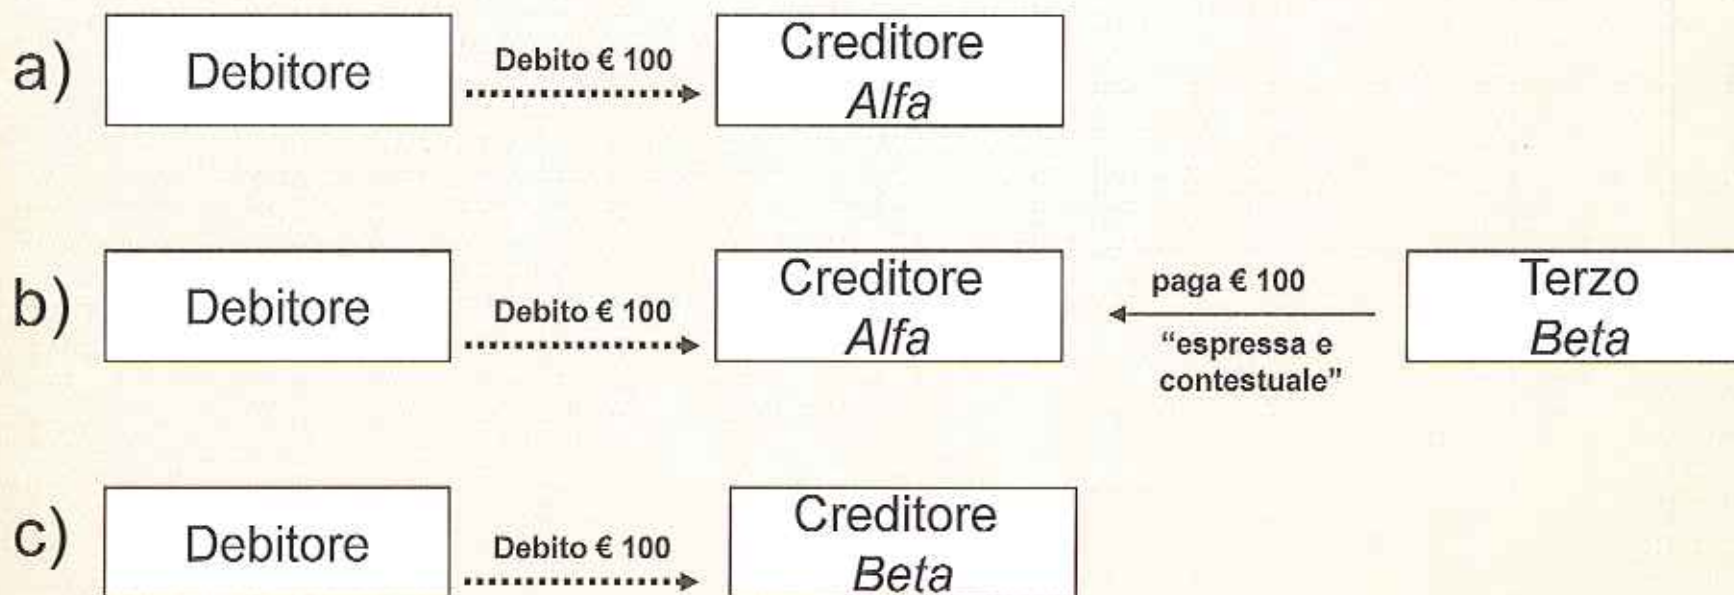 a)
Debitore
Debito € 100
Creditore
Alfa
b)
Debitore
Debito € 100
Creditore
Alfa
paga € 100
“espressa e
contestuale”
Terzo
Beta
c)
Debitore
Debito € 100
Creditore
Beta